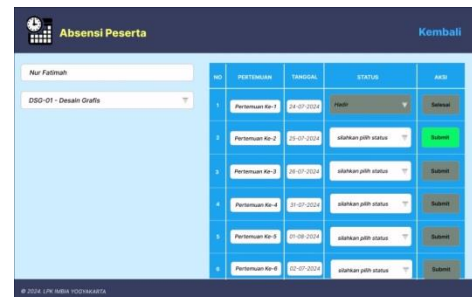 Absensi Peserta
Kembali
Nur Fatimah
DSG-01 - Desain Grafis
NO PERTEMUAN TANGGAL STATUS AKSI
1 Pertemuan Ke-1 24-07-2024 Hadir Selesai
2 Pertemuan Ke-2 25-07-2024 silahkan pilih status Submit
3 Pertemuan Ke-3 26-07-2024 silahkan pilih status Submit
4 Pertemuan Ke-4 31-07-2024 silahkan pilih status Submit
5 Pertemuan Ke-5 01-08-2024 silahkan pilih status Submit
6 Pertemuan Ke-6 02-07-2024 silahkan pilih status Submit
© 2024. LPK IMBIA YOGYAKARTA.